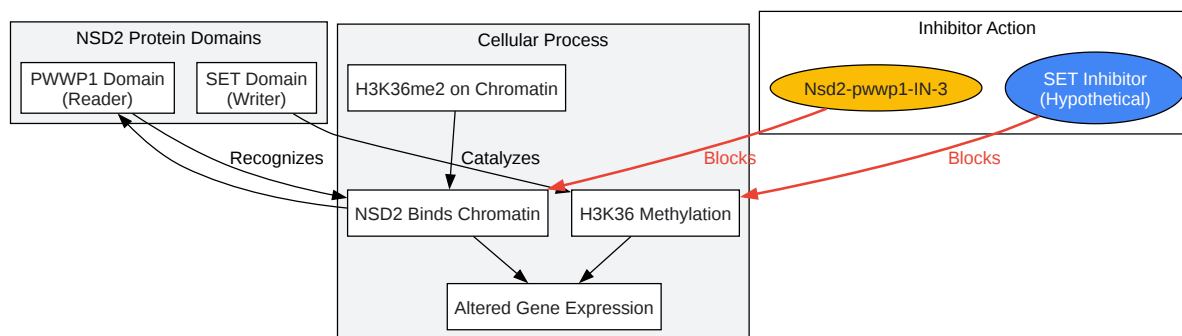 NSD2 Protein Domains
PWWP1 Domain
(Reader)
SET Domain
(Writer)
Cellular Process
H3K36me2 on Chromatin
Inhibitor Action
Nsd2-pwwp1-IN-3
SET Inhibitor
(Hypothetical)
Recognizes
Catalyzes
Blocks
Blocks
NSD2 Binds Chromatin
H3K36 Methylation
Altered Gene Expression